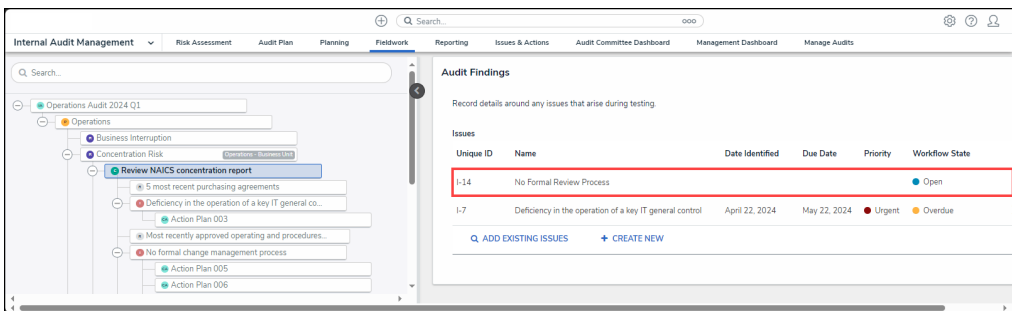 Search...
Internal Audit Management Risk Assessment Audit Plan Planning Fieldwork Reporting Issues & Actions Audit Committee Dashboard Management Dashboard Manage Audits
Search...
Operations Audit 2024 Q1
Operations
Business Interruption
Concentration Risk Operations - Business Unit
Review NAICS concentration report
5 most recent purchasing agreements
Deficiency in the operation of a key IT general co...
Action Plan 003
Most recently approved operating and procedures...
No formal change management process
Action Plan 005
Action Plan 006
Audit Findings
Record details around any issues that arise during testing.
Issues
Unique ID Name Date Identified Due Date Priority Workflow State
I-14 No Formal Review Process Open
I-7 Deficiency in the operation of a key IT general control April 22, 2024 May 22, 2024 Urgent Overdue
ADD EXISTING ISSUES + CREATE NEW